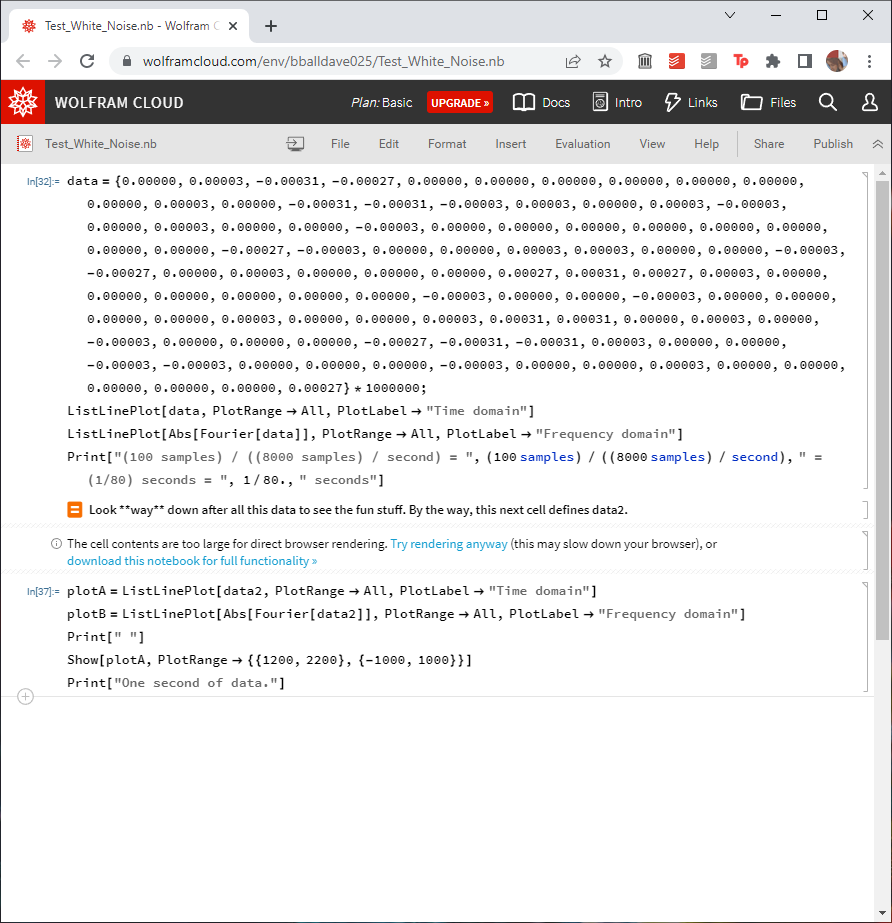 Test_White_Noise.nb - Wolfram C
wolframcloud.com/env/bballdave025/Test_White_Noise.nb
Tp
WOLFRAM CLOUD Plan: Basic UPGRADE » Docs Intro Links Files
Test_White_Noise.nb File Edit Format Insert Evaluation View Help Share Publish
In[32]:= data = {0.00000, 0.00003, -0.00031, -0.00027, 0.00000, 0.00000, 0.00000, 0.00000, 0.00000, 0.00000,
0.00000, 0.00003, 0.00000, -0.00031, -0.00031, -0.00003, 0.00003, 0.00000, 0.00003, -0.00003,
0.00000, 0.00003, 0.00000, 0.00000, -0.00003, 0.00000, 0.00000, 0.00000, 0.00000, 0.00000,
0.00000, 0.00000, -0.00027, -0.00003, 0.00000, 0.00000, 0.00003, 0.00003, 0.00000, 0.00000, -0.00003,
-0.00027, 0.00000, 0.00003, 0.00000, 0.00000, 0.00000, 0.00027, 0.00031, 0.00027, 0.00003, 0.00000,
0.00000, 0.00000, 0.00000, 0.00000, 0.00000, -0.00003, 0.00000, 0.00000, -0.00003, 0.00000, 0.00000,
0.00000, 0.00000, 0.00003, 0.00000, 0.00000, 0.00003, 0.00031, 0.00031, 0.00000, 0.00003, 0.00000,
-0.00003, 0.00000, 0.00000, 0.00000, -0.00027, -0.00031, -0.00031, 0.00003, 0.00000, 0.00000,
-0.00003, -0.00003, 0.00000, 0.00000, 0.00000, -0.00003, 0.00000, 0.00000, 0.00003, 0.00000, 0.00000,
0.00000, 0.00000, 0.00000, 0.00027} * 1000000;
ListLinePlot[data, PlotRange → All, PlotLabel → "Time domain"]
ListLinePlot[Abs[Fourier[data]], PlotRange → All, PlotLabel → "Frequency domain"]
Print["(100 samples) / ((8000 samples) / second) = ", (100 samples) / ((8000 samples) / second), " =
(1/80) seconds = ", 1 / 80., " seconds"]
Look **way** down after all this data to see the fun stuff. By the way, this next cell defines data2.
The cell contents are too large for direct browser rendering. Try rendering anyway (this may slow down your browser), or
download this notebook for full functionality »
In[37]:= plotA = ListLinePlot[data2, PlotRange → All, PlotLabel → "Time domain"]
plotB = ListLinePlot[Abs[Fourier[data2]], PlotRange → All, PlotLabel → "Frequency domain"]
Print[" "]
Show[plotA, PlotRange → {{1200, 2200}, {-1000, 1000}}]
Print["One second of data."]